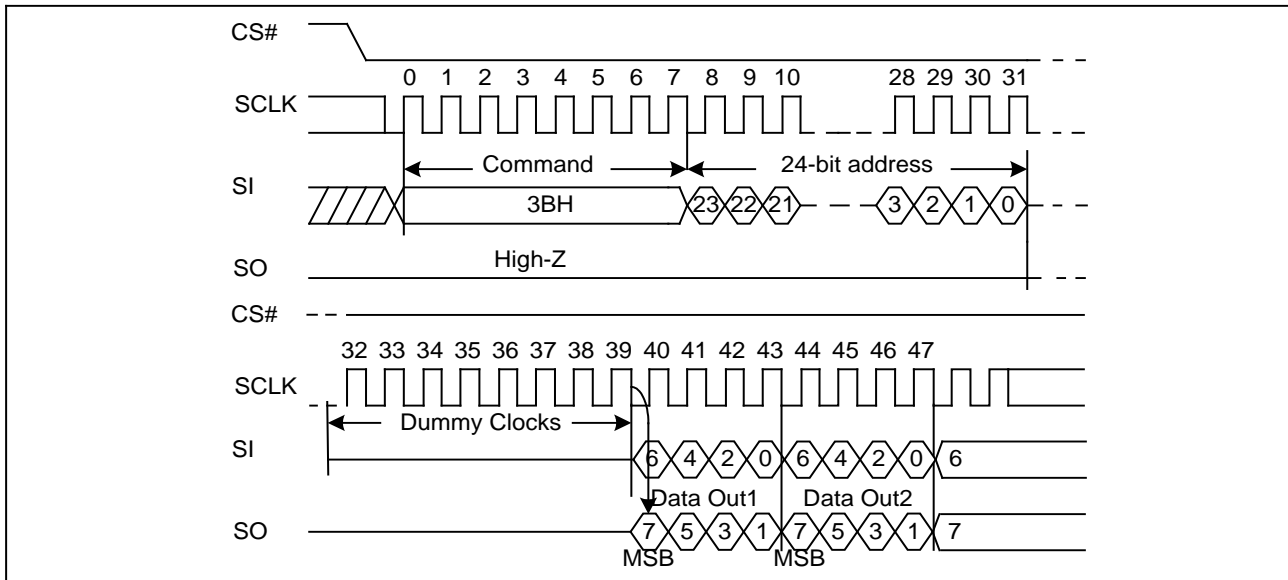 CS#
0 1 2 3 4 5 6 7 8 9 10 28 29 30 31
SCLK
Command 24-bit address
SI
3BH 23 22 21 3 2 1 0
High-Z
SO
CS#
32 33 34 35 36 37 38 39 40 41 42 43 44 45 46 47
SCLK
Dummy Clocks
SI
6 4 2 0 6 4 2 0 6
Data Out1 Data Out2
SO
7 5 3 1 7 5 3 1 7
MSB MSB